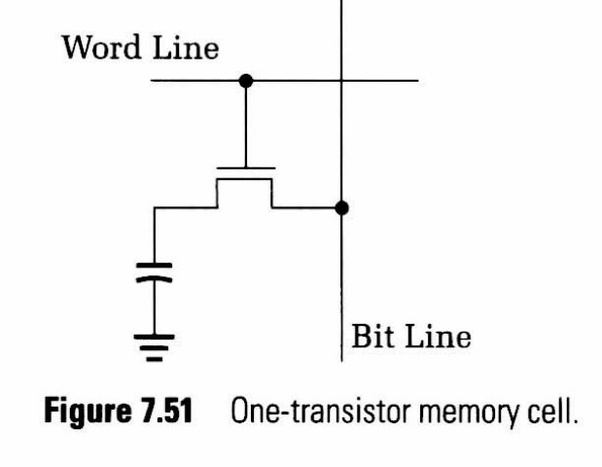 Word Line
Bit Line
Figure 7.51 One-transistor memory cell.